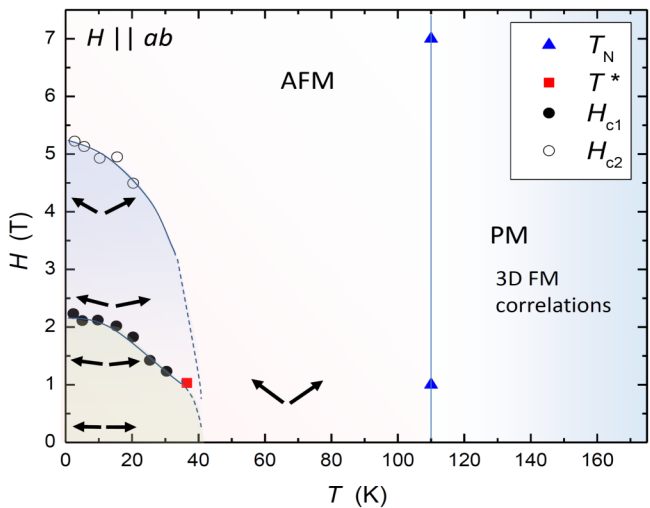 H || ab
AFM
PM
3D FM
correlations
T_N
T*
H_c1
H_c2
H (T)
7
6
5
4
3
2
1
0
0 20 40 60 80 100 120 140 160
T (K)